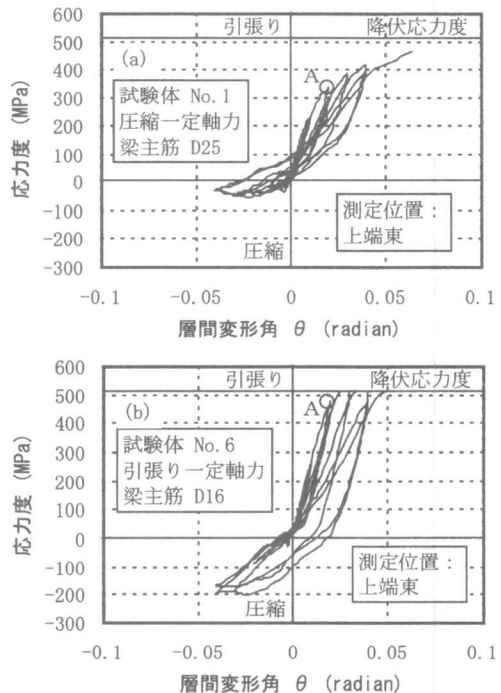 600
500
400
300
200
100
0
-100
-200
-300
応力度 (MPa)
引張り
降伏応力度
(a)
A
試験体 No.1
圧縮一定軸力
梁主筋 D25
測定位置：
上端東
圧縮
-0.1 -0.05 0 0.05 0.1
層間変形角 θ (radian)
600
500
400
300
200
100
0
-100
-200
-300
応力度 (MPa)
引張り
降伏応力度
(b)
A
試験体 No.6
引張り一定軸力
梁主筋 D16
測定位置：
上端東
圧縮
-0.1 -0.05 0 0.05 0.1
層間変形角 θ (radian)